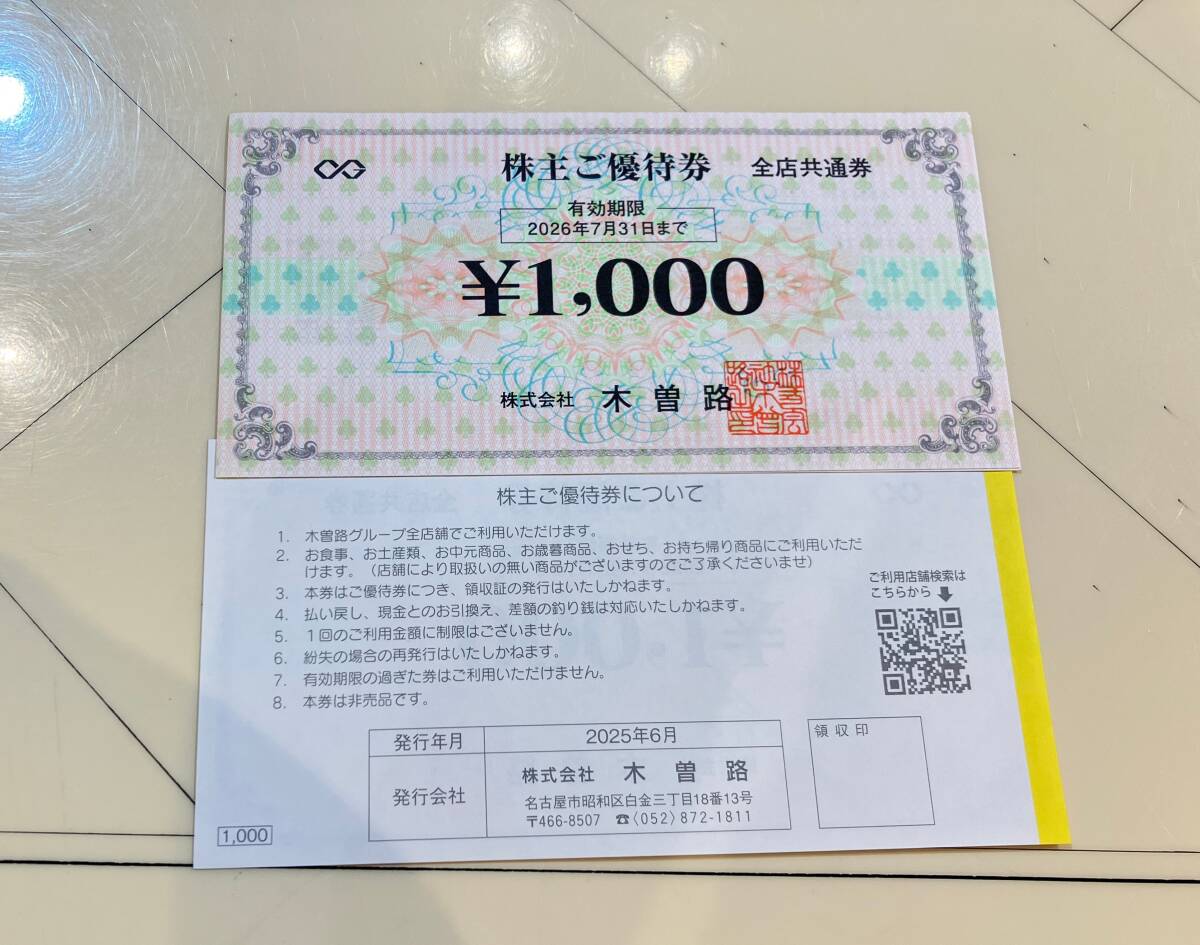 株主ご優待券 全店共通券
有効期限
2026年7月31日まで
¥1,000
株式会社 木曽路
株主ご優待券について
1. 木曽路グループ全店舗でご利用いただけます。
2. お食事、お土産類、お中元商品、お歳暮商品、おせち、お持ち帰り商品にご利用いただ
けます。(店舗により取扱いの無い商品がございますのでご了承くださいませ)
3. 本券はご優待券につき、領収証の発行はいたしかねます。
4. 払い戻し、現金とのお引換え、差額の釣り銭は対応いたしかねます。
5. 1回のご利用金額に制限はございません。
6. 紛失の場合の再発行はいたしかねます。
7. 有効期限の過ぎた券はご利用いただけません。
8. 本券は非売品です。
ご利用店舗検索は
こちらから
発行年月 2025年6月
発行会社 株式会社 木曽路
名古屋市昭和区白金三丁目18番13号
〒466-8507 ☎(052)872-1811
領収印
1,000